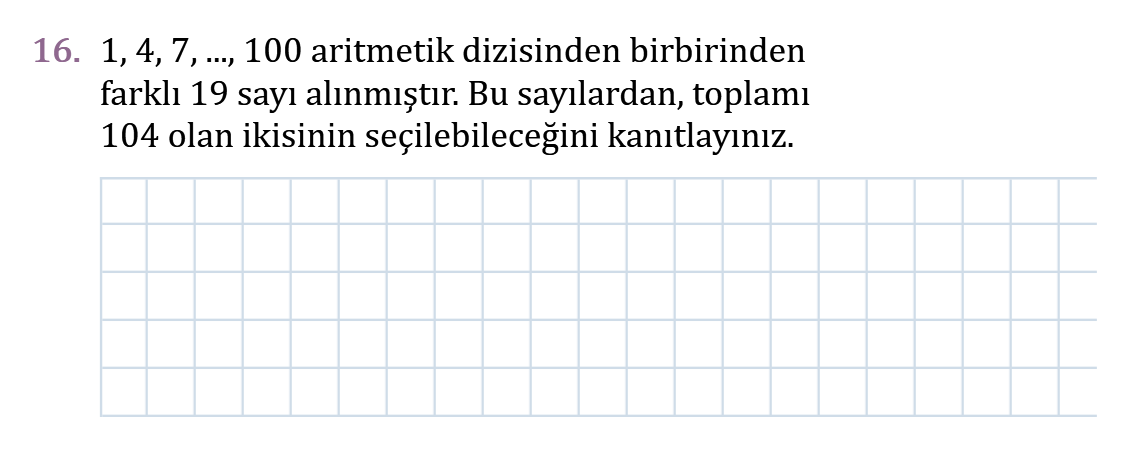 16. 1, 4, 7, ..., 100 aritmetik dizisinden birbirinden
farklı 19 sayı alınmıştır. Bu sayılardan, toplamı
104 olan ikisinin seçilebileceğini kanıtlayınız.